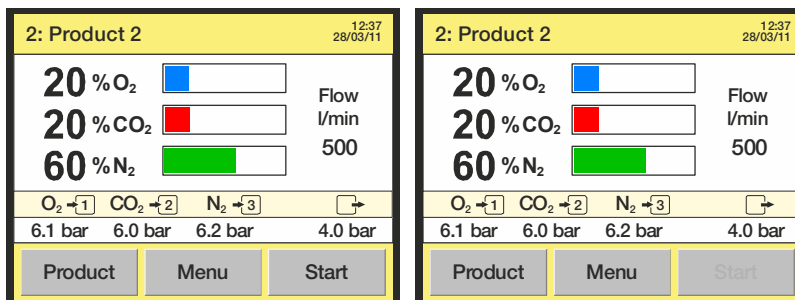 2: Product 2
12:37
28/03/11
20 %O₂
20 %CO₂
60 %N₂
Flow
l/min
500
O₂ 1 CO₂ 2 N₂ 3
6.1 bar 6.0 bar 6.2 bar 4.0 bar
Product Menu Start
2: Product 2
12:37
28/03/11
20 %O₂
20 %CO₂
60 %N₂
Flow
l/min
500
O₂ 1 CO₂ 2 N₂ 3
6.1 bar 6.0 bar 6.2 bar 4.0 bar
Product Menu Start